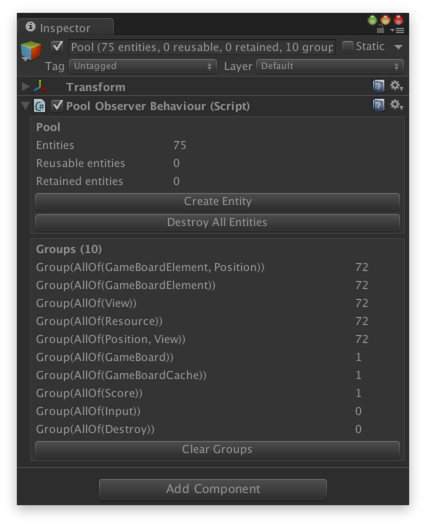 Inspector
Pool (75 entities, 0 reusable, 0 retained, 10 group
Static
Tag Untagged Layer Default
Transform
C# Pool Observer Behaviour (Script)
Pool
Entities 75
Reusable entities 0
Retained entities 0
Create Entity
Destroy All Entities
Groups (10)
Group(AllOf(GameBoardElement, Position)) 72
Group(AllOf(GameBoardElement)) 72
Group(AllOf(View)) 72
Group(AllOf(Resource)) 72
Group(AllOf(Position, View)) 72
Group(AllOf(GameBoard)) 1
Group(AllOf(GameBoardCache)) 1
Group(AllOf(Score)) 1
Group(AllOf(Input)) 0
Group(AllOf(Destroy)) 0
Clear Groups
Add Component